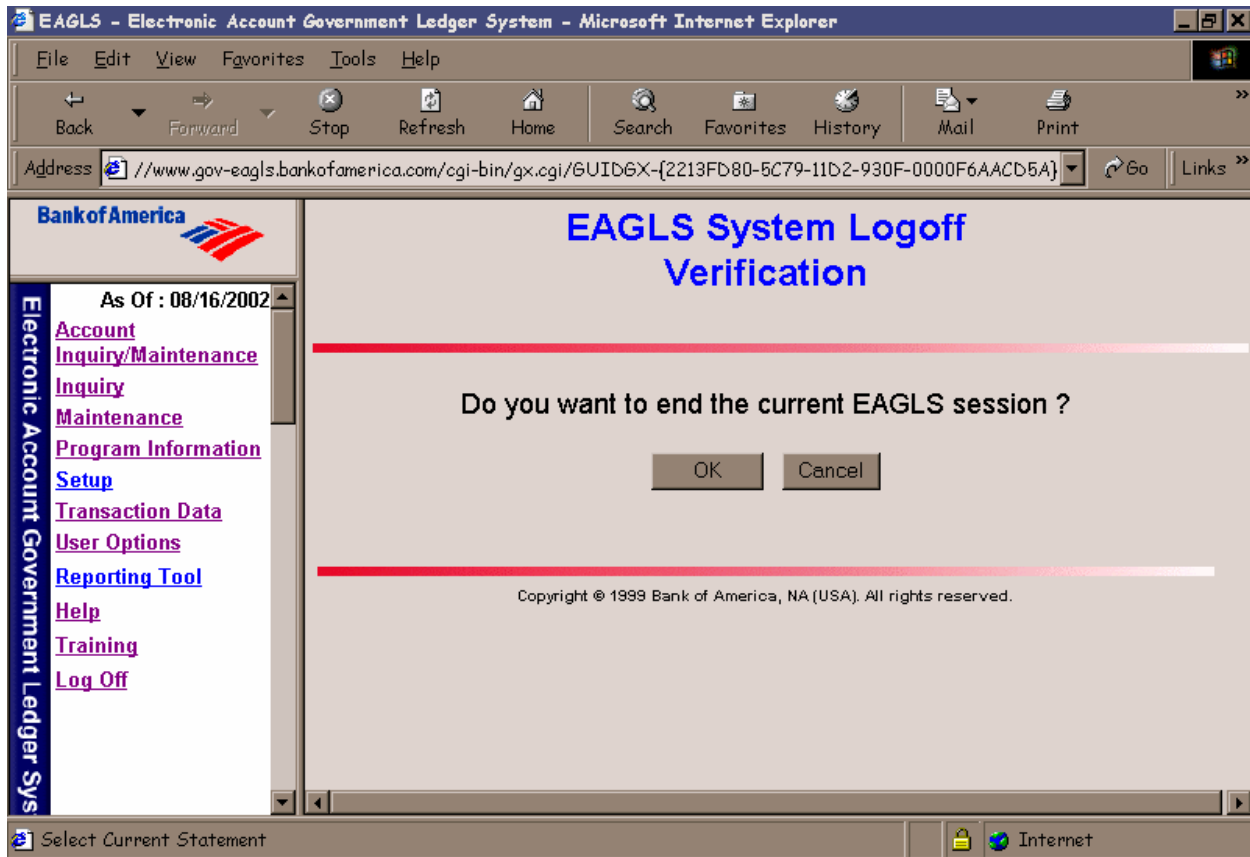 EAGLS - Electronic Account Government Ledger System - Microsoft Internet Explorer
File Edit View Favorites Tools Help
Back Forward Stop Refresh Home Search Favorites History Mail Print »
Address //www.gov-eagls.bankofamerica.com/cgi-bin/gx.cgi/GUIDGX-{2213FD80-5C79-11D2-930F-0000F6AACD5A} Go Links »
Bank of America
Electronic Account Government Ledger Sys
As Of : 08/16/2002
Account
Inquiry/Maintenance
Inquiry
Maintenance
Program Information
Setup
Transaction Data
User Options
Reporting Tool
Help
Training
Log Off
EAGLS System Logoff
Verification
Do you want to end the current EAGLS session ?
OK Cancel
Copyright © 1999 Bank of America, NA (USA). All rights reserved.
Select Current Statement Internet